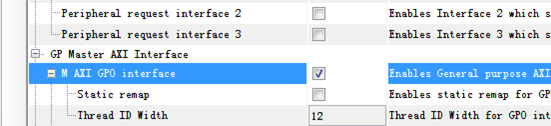 Peripheral request interface 2 Enables Interface 2 which s
Peripheral request interface 3 Enables Interface 3 which s
GP Master AXI Interface
M AXI GP0 interface Enables General purpose AXI
Static remap Enables static remap for GP
Thread ID Width 12 Thread ID Width for GP0 int